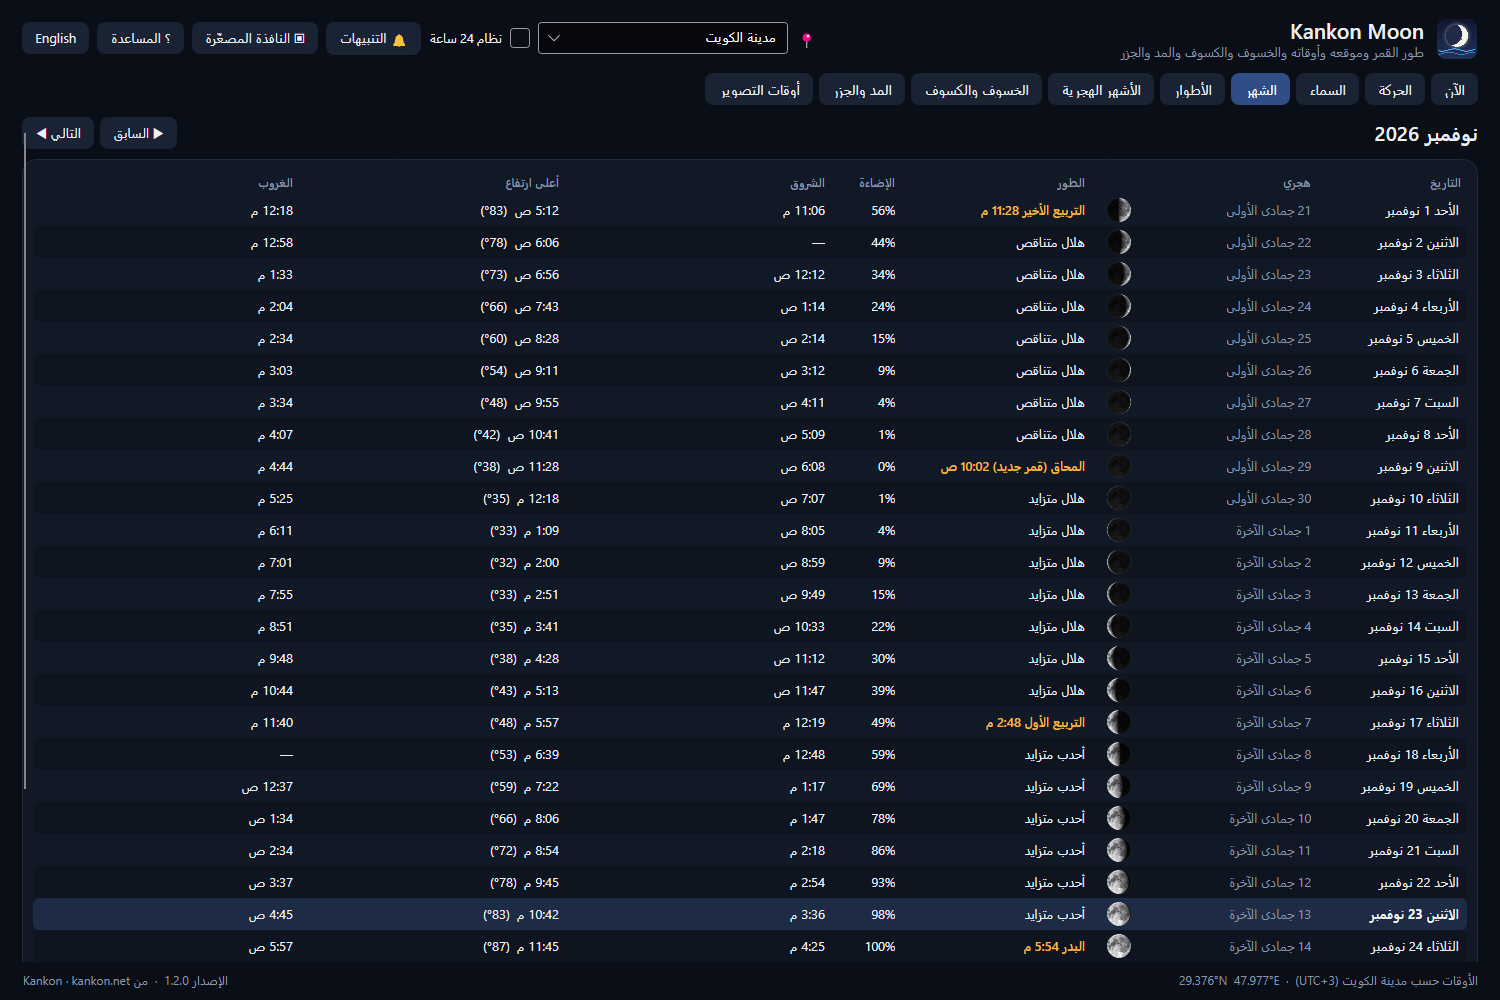 Kankon Moon
طور القمر وموقعه وأوقاته والخسوف والكسوف والمد والجزر
مدينة الكويت
نظام 24 ساعة
التنبيهات
النافذة المصغّرة
؟ المساعدة
English
الآن
الحركة
السماء
الشهر
الأطوار
الأشهر الهجرية
الخسوف والكسوف
المد والجزر
أوقات التصوير
نوفمبر 2026
السابق
التالي
التاريخ هجري الطور الإضاءة الشروق أعلى ارتفاع الغروب
الأحد 1 نوفمبر 21 جمادى الأولى التربيع الأخير 11:28 م 56% 11:06 م 5:12 ص (83°) 12:18 م
الاثنين 2 نوفمبر 22 جمادى الأولى هلال متناقص 44% — 6:06 ص (78°) 12:58 م
الثلاثاء 3 نوفمبر 23 جمادى الأولى هلال متناقص 34% 12:12 ص 6:56 ص (73°) 1:33 م
الأربعاء 4 نوفمبر 24 جمادى الأولى هلال متناقص 24% 1:14 ص 7:43 ص (66°) 2:04 م
الخميس 5 نوفمبر 25 جمادى الأولى هلال متناقص 15% 2:14 ص 8:28 ص (60°) 2:34 م
الجمعة 6 نوفمبر 26 جمادى الأولى هلال متناقص 9% 3:12 ص 9:11 ص (54°) 3:03 م
السبت 7 نوفمبر 27 جمادى الأولى هلال متناقص 4% 4:11 ص 9:55 ص (48°) 3:34 م
الأحد 8 نوفمبر 28 جمادى الأولى هلال متناقص 1% 5:09 ص 10:41 ص (42°) 4:07 م
الاثنين 9 نوفمبر 29 جمادى الأولى المحاق (قمر جديد) 10:02 ص 0% 6:08 ص 11:28 ص (38°) 4:44 م
الثلاثاء 10 نوفمبر 30 جمادى الأولى هلال متزايد 1% 7:07 ص 12:18 م (35°) 5:25 م
الأربعاء 11 نوفمبر 1 جمادى الآخرة هلال متزايد 4% 8:05 ص 1:09 م (33°) 6:11 م
الخميس 12 نوفمبر 2 جمادى الآخرة هلال متزايد 9% 8:59 ص 2:00 م (32°) 7:01 م
الجمعة 13 نوفمبر 3 جمادى الآخرة هلال متزايد 15% 9:49 ص 2:51 م (33°) 7:55 م
السبت 14 نوفمبر 4 جمادى الآخرة هلال متزايد 22% 10:33 ص 3:41 م (35°) 8:51 م
الأحد 15 نوفمبر 5 جمادى الآخرة هلال متزايد 30% 11:12 ص 4:28 م (38°) 9:48 م
الاثنين 16 نوفمبر 6 جمادى الآخرة هلال متزايد 39% 11:47 ص 5:13 م (43°) 10:44 م
الثلاثاء 17 نوفمبر 7 جمادى الآخرة التربيع الأول 2:48 م 49% 12:19 م 5:57 م (48°) 11:40 م
الأربعاء 18 نوفمبر 8 جمادى الآخرة أحدب متزايد 59% 12:48 م 6:39 م (53°) —
الخميس 19 نوفمبر 9 جمادى الآخرة أحدب متزايد 69% 1:17 م 7:22 م (59°) 12:37 ص
الجمعة 20 نوفمبر 10 جمادى الآخرة أحدب متزايد 78% 1:47 م 8:06 م (66°) 1:34 ص
السبت 21 نوفمبر 11 جمادى الآخرة أحدب متزايد 86% 2:18 م 8:54 م (72°) 2:34 ص
الأحد 22 نوفمبر 12 جمادى الآخرة أحدب متزايد 93% 2:54 م 9:45 م (78°) 3:37 ص
الاثنين 23 نوفمبر 13 جمادى الآخرة أحدب متزايد 98% 3:36 م 10:42 م (83°) 4:45 ص
الثلاثاء 24 نوفمبر 14 جمادى الآخرة البدر 5:54 م 100% 4:25 م 11:45 م (87°) 5:57 ص
الأوقات حسب مدينة الكويت (UTC+3) · 29.376°N 47.977°E
الإصدار 1.2.0 · من Kankon · kankon.net